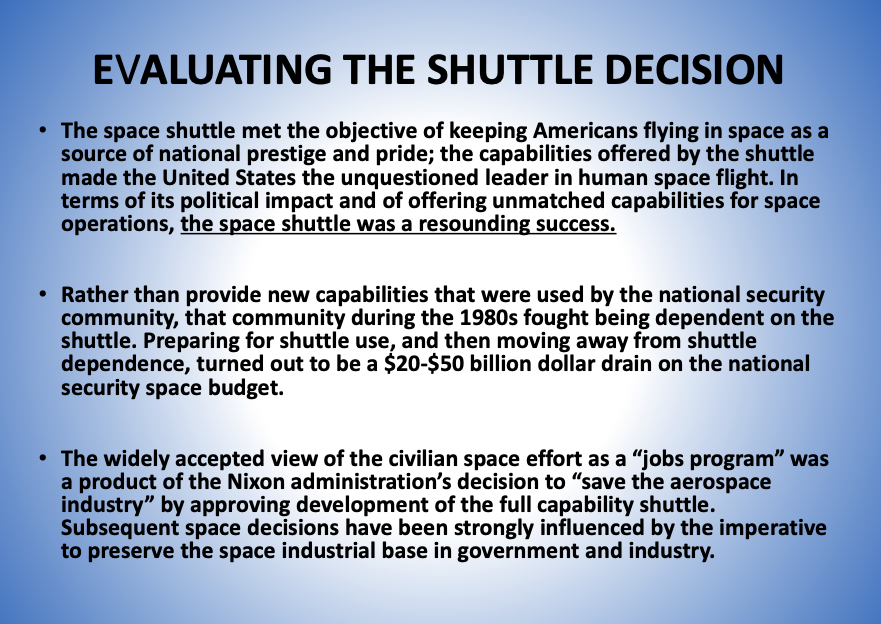 EVALUATING THE SHUTTLE DECISION
• The space shuttle met the objective of keeping Americans flying in space as a
source of national prestige and pride; the capabilities offered by the shuttle
made the United States the unquestioned leader in human space flight. In
terms of its political impact and of offering unmatched capabilities for space
operations, the space shuttle was a resounding success.
• Rather than provide new capabilities that were used by the national security
community, that community during the 1980s fought being dependent on the
shuttle. Preparing for shuttle use, and then moving away from shuttle
dependence, turned out to be a $20-$50 billion dollar drain on the national
security space budget.
• The widely accepted view of the civilian space effort as a “jobs program” was
a product of the Nixon administration’s decision to “save the aerospace
industry” by approving development of the full capability shuttle.
Subsequent space decisions have been strongly influenced by the imperative
to preserve the space industrial base in government and industry.